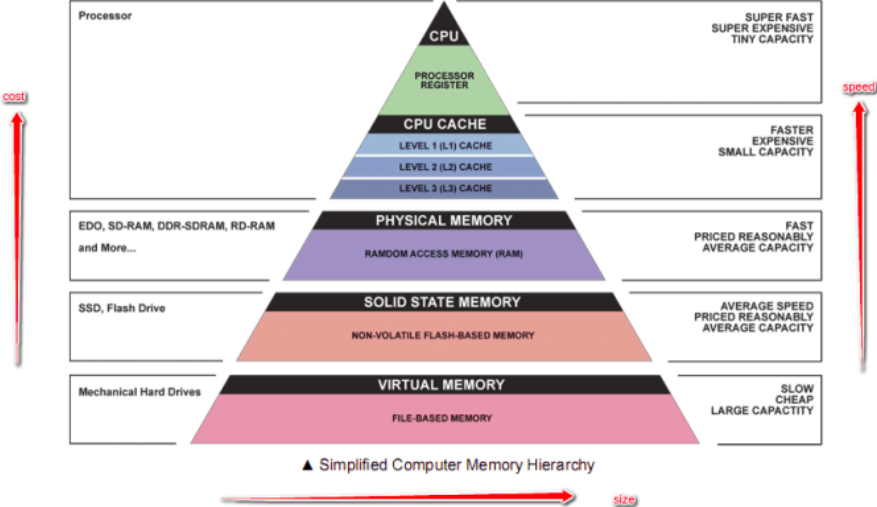 Processor
CPU
SUPER FAST
SUPER EXPENSIVE
TINY CAPACITY
PROCESSOR
REGISTER
cost
speed
CPU CACHE
LEVEL 1 (L1) CACHE
LEVEL 2 (L2) CACHE
LEVEL 3 (L3) CACHE
FASTER
EXPENSIVE
SMALL CAPACITY
EDO, SD-RAM, DDR-SDRAM, RD-RAM
and More...
PHYSICAL MEMORY
RAMDOM ACCESS MEMORY (RAM)
FAST
PRICED REASONABLY
AVERAGE CAPACITY
SSD, Flash Drive
SOLID STATE MEMORY
NON-VOLATILE FLASH-BASED MEMORY
AVERAGE SPEED
PRICED REASONABLY
AVERAGE CAPACITY
Mechanical Hard Drives
VIRTUAL MEMORY
FILE-BASED MEMORY
SLOW
CHEAP
LARGE CAPACTITY
▲ Simplified Computer Memory Hierarchy
size